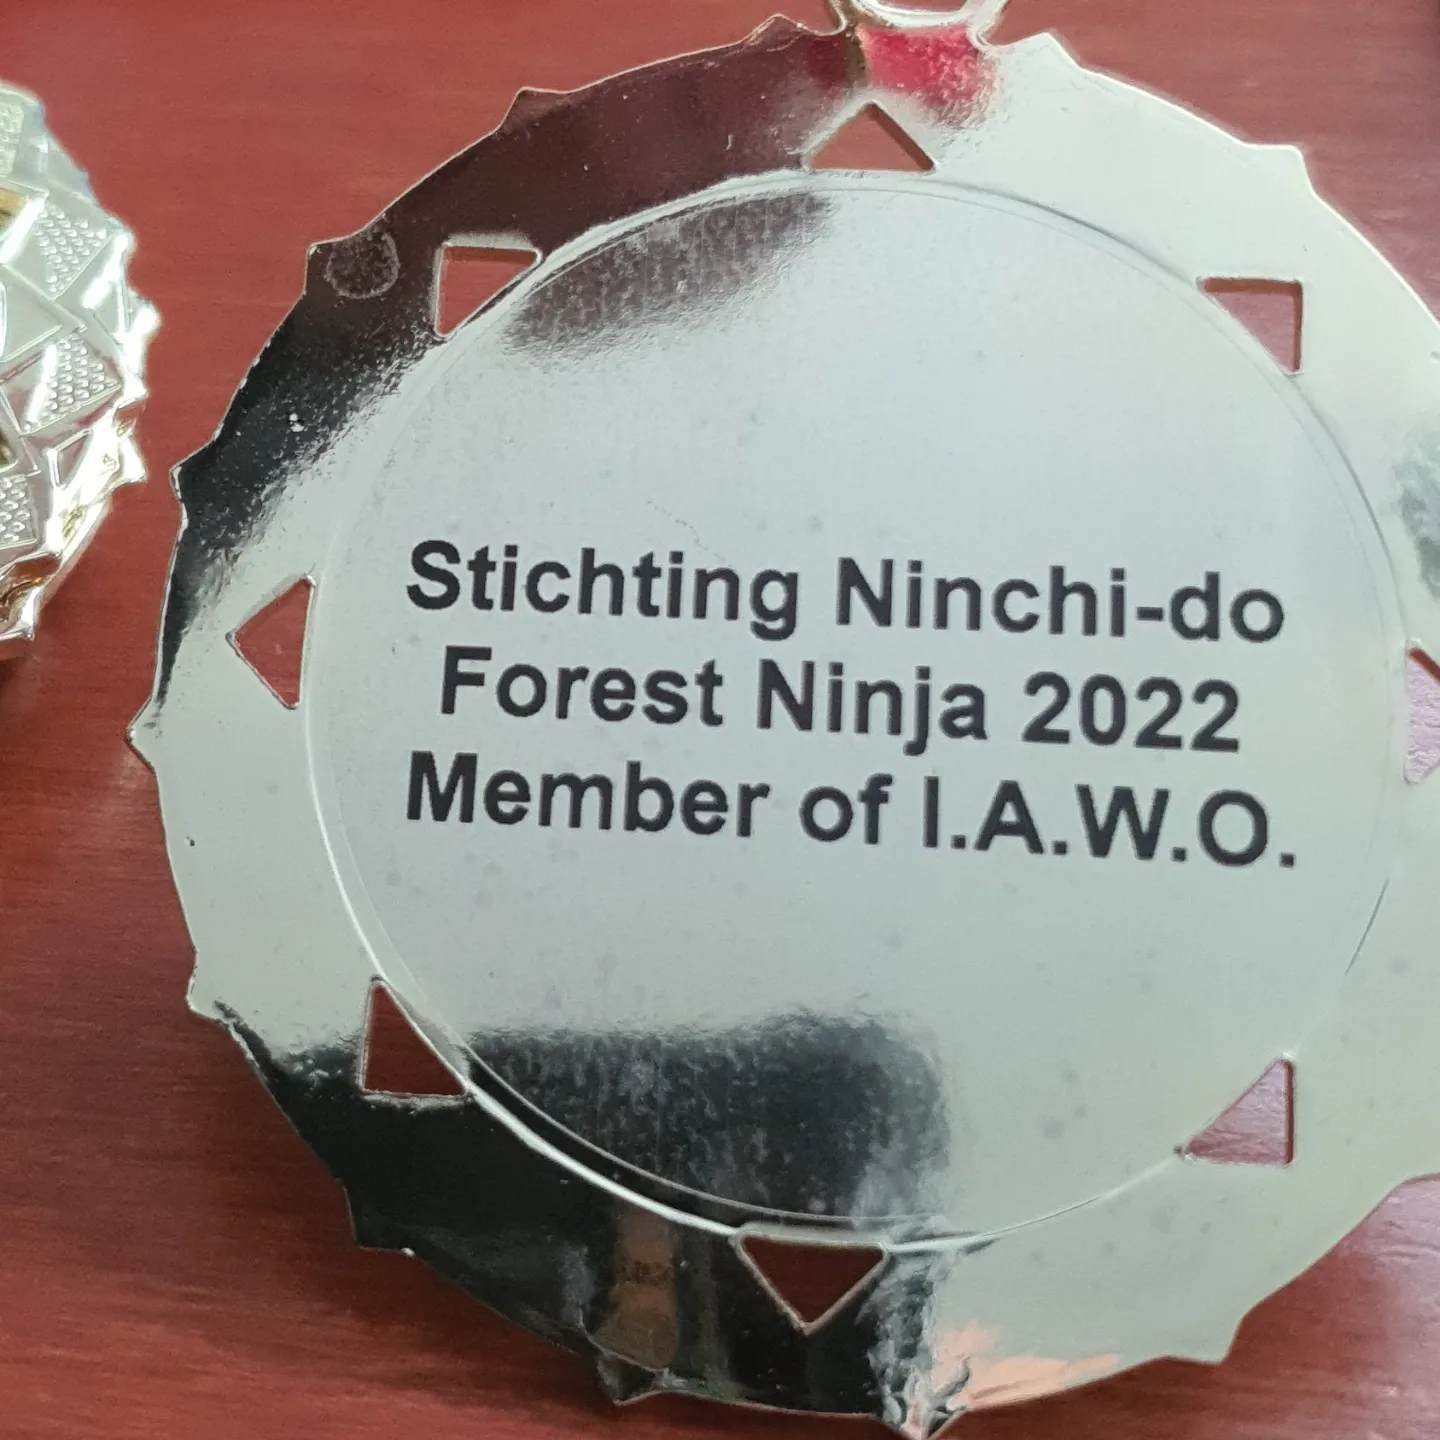 Stichting Ninchi-do
Forest Ninja 2022
Member of I.A.W.O.